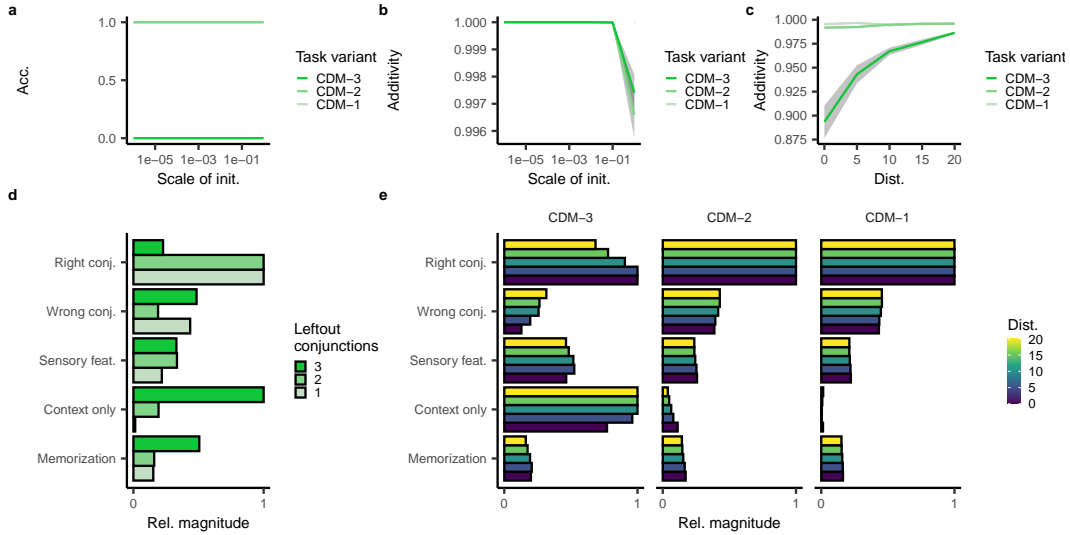 a
1.0
0.5
0.0
Acc.
1e−05
1e−03
1e−01
Scale of init.
Task variant
CDM−3
CDM−2
CDM−1
b
1.000
0.999
0.998
0.997
0.996
Additivity
1e−05
1e−03
1e−01
Scale of init.
Task variant
CDM−3
CDM−2
CDM−1
c
1.000
0.975
0.950
0.925
0.900
0.875
Additivity
0
5
10
15
20
Dist.
Task variant
CDM−3
CDM−2
CDM−1
d
Right conj.
Wrong conj.
Sensory feat.
Context only
Memorization
0
1
Rel. magnitude
Leftout
conjunctions
3
2
1
e
CDM−3
CDM−2
CDM−1
Right conj.
Wrong conj.
Sensory feat.
Context only
Memorization
0
1
0
1
0
1
Rel. magnitude
Dist.
20
15
10
5
0